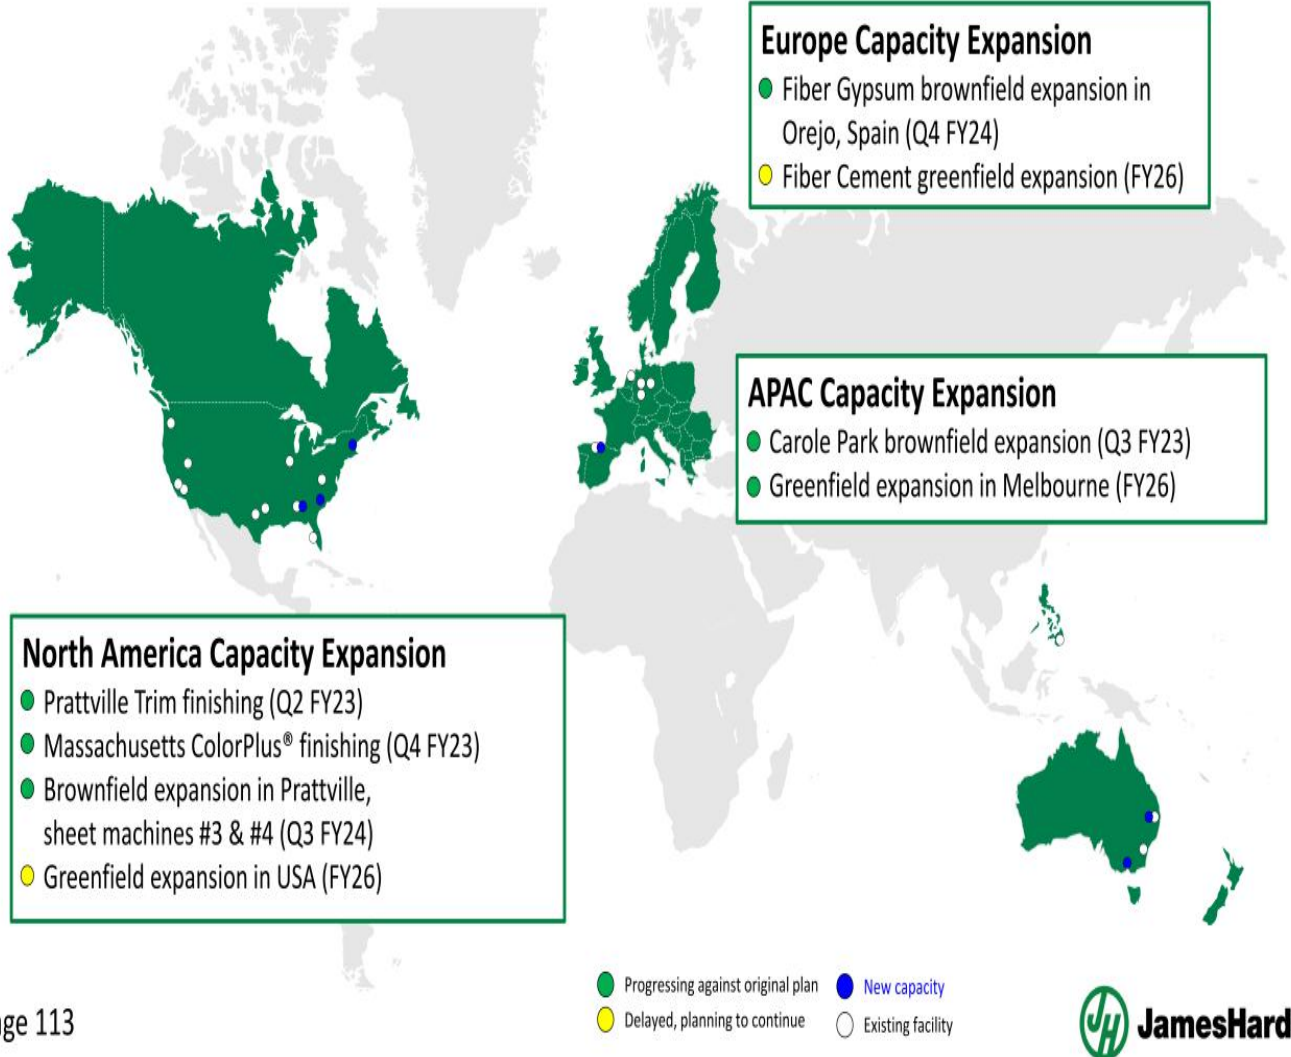 Europe Capacity Expansion
Fiber Gypsum brownfield expansion in
Orejo, Spain (Q4 FY24)
Fiber Cement greenfield expansion (FY26)
APAC Capacity Expansion
Carole Park brownfield expansion (Q3 FY23)
Greenfield expansion in Melbourne (FY26)
North America Capacity Expansion
Prattville Trim finishing (Q2 FY23)
Massachusetts ColorPlus® finishing (Q4 FY23)
Brownfield expansion in Prattville,
sheet machines #3 & #4 (Q3 FY24)
Greenfield expansion in USA (FY26)
Progressing against original plan
New capacity
Delayed, planning to continue
Existing facility
ge 113
JH JamesHard